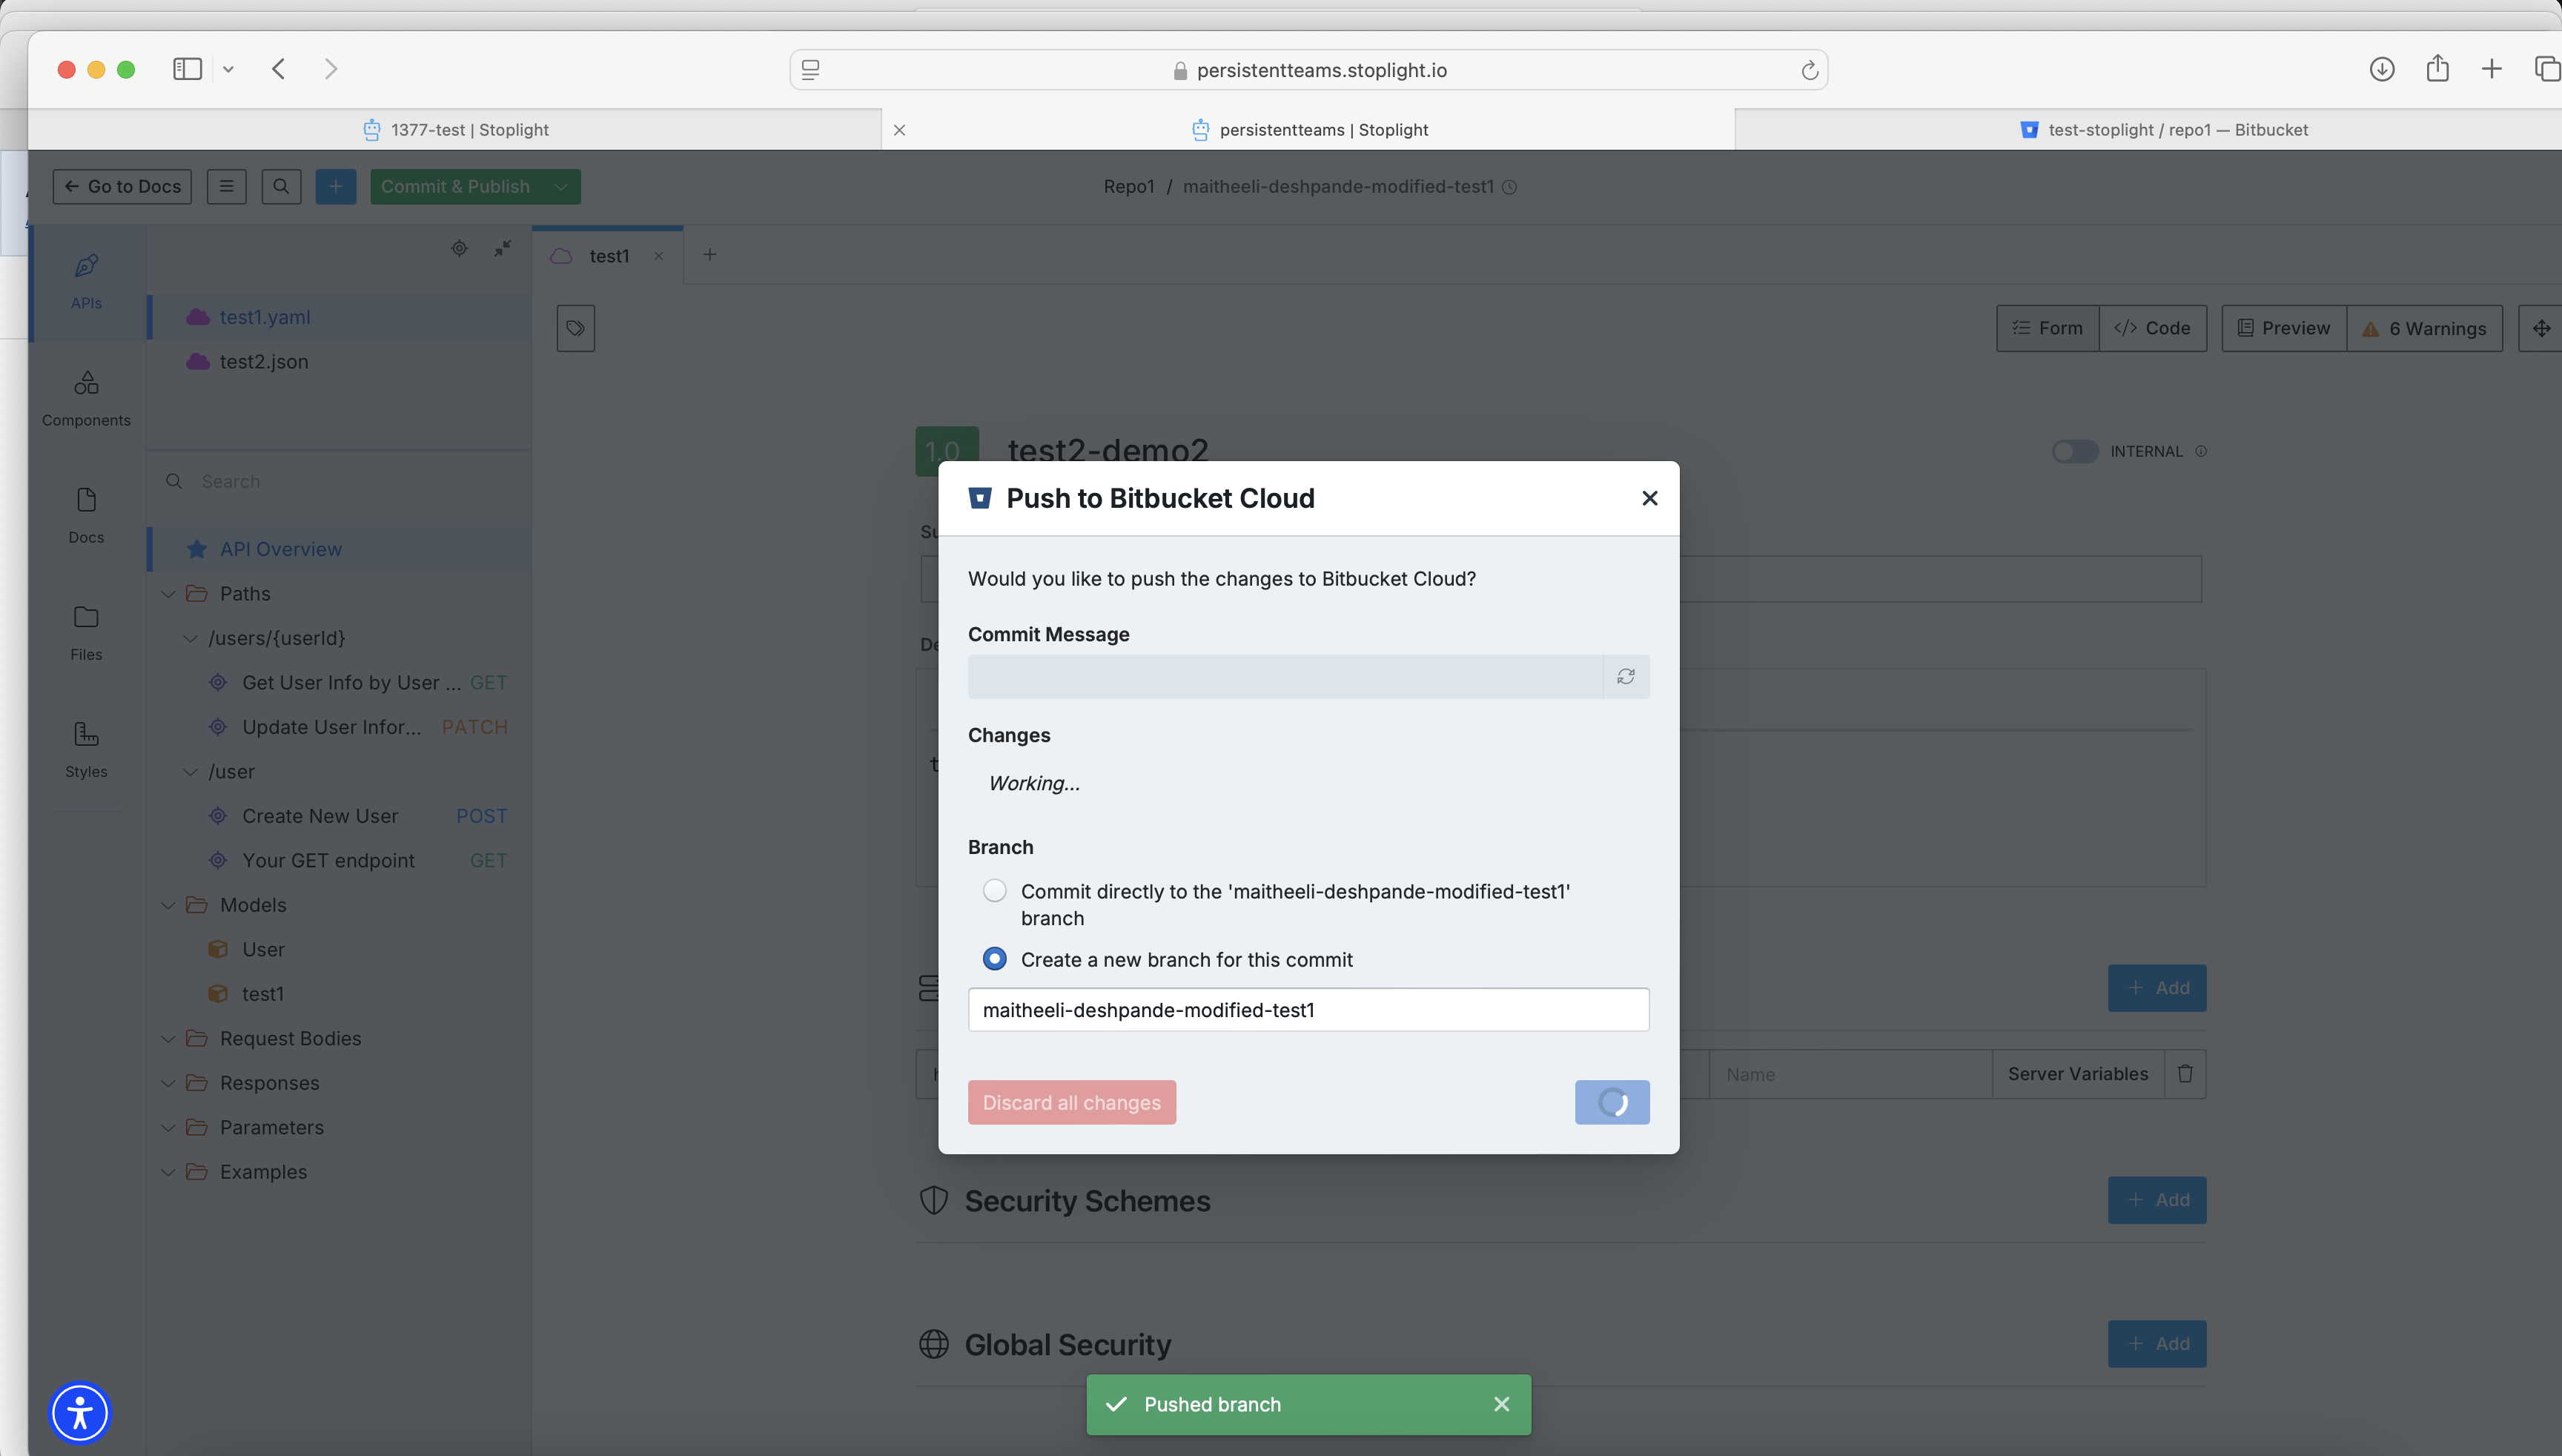 persistentteams.stoplight.io
1377-test | Stoplight
persistentteams | Stoplight
test-stoplight / repo1 — Bitbucket
Go to Docs
Commit & Publish
Repo1 / maitheeli-deshpande-modified-test1
APIs
Components
Docs
Files
Styles
test1.yaml
test2.json
Search
API Overview
Paths
/users/{userId}
Get User Info by User ... GET
Update User Infor... PATCH
/user
Create New User POST
Your GET endpoint GET
Models
User
test1
Request Bodies
Responses
Parameters
Examples
test1
Form
Code
Preview
6 Warnings
1.0 test2-demo2
INTERNAL
Push to Bitbucket Cloud
Would you like to push the changes to Bitbucket Cloud?
Commit Message
Changes
Working...
Branch
Commit directly to the 'maitheeli-deshpande-modified-test1'
branch
Create a new branch for this commit
maitheeli-deshpande-modified-test1
Discard all changes
Add
Name
Server Variables
Security Schemes
Add
Global Security
Add
Pushed branch